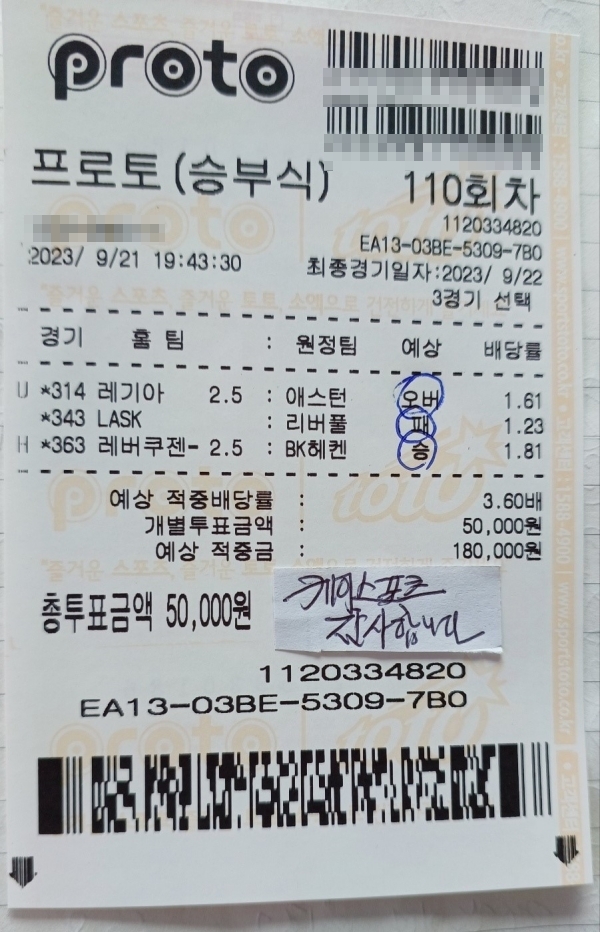 proto
프로토(승부식) 110회차
1120334820
EA13-03BE-5309-7B0
2023/ 9/21 19:43:30 최종경기일자:2023/ 9/22
3경기 선택
경기 홈 팀 : 원정팀 예상 배당률
U *314 레기아 2.5 : 애스턴 오버 1.61
*343 LASK : 리버풀 패 1.23
H *363 레버쿠젠- 2.5 : BK헤켄 승 1.81
예상 적중배당률 : 3.60배
개별투표금액 : 50,000원
예상 적중금 : 180,000원
총투표금액 50,000원
케이스포츠
감사합니다
1120334820
EA13-03BE-5309-7B0